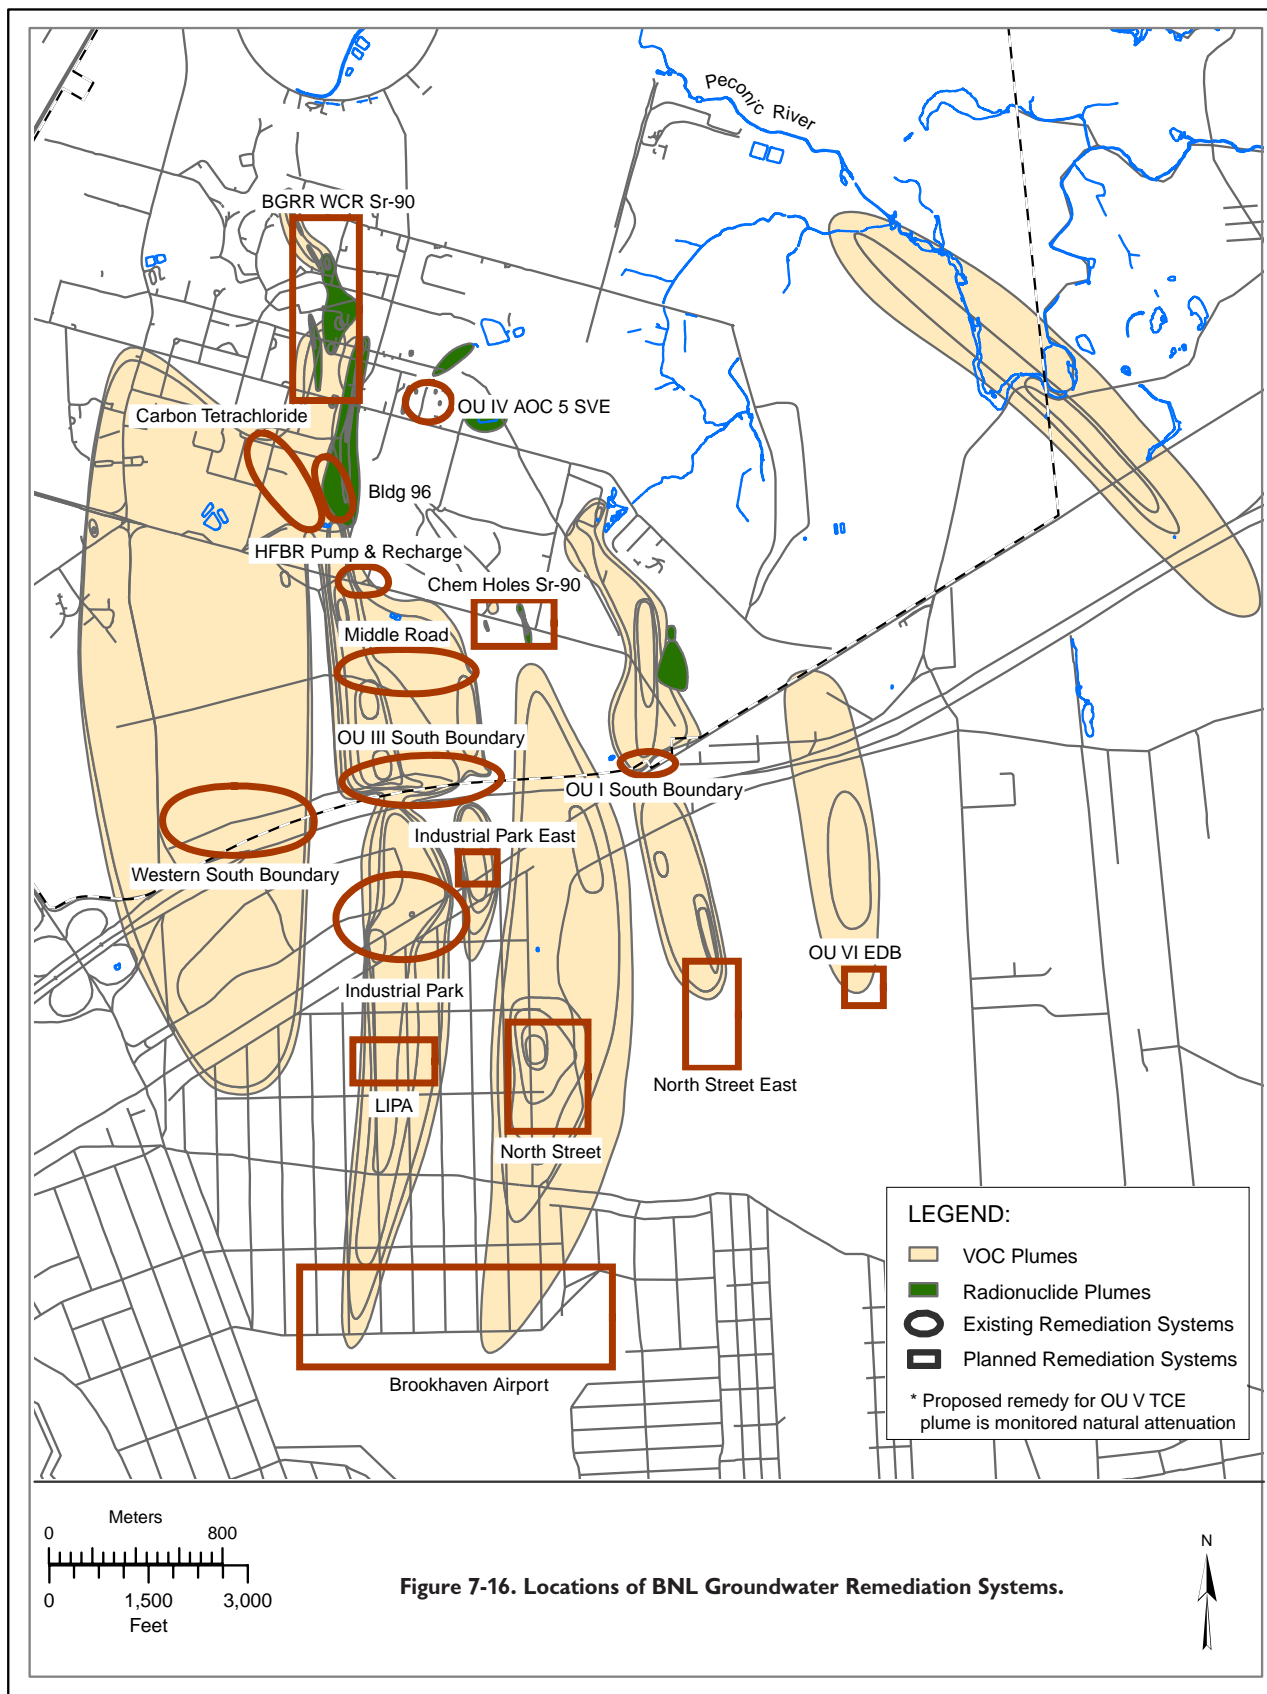 Peconic River
BGRR WCR Sr-90
Carbon Tetrachloride
OU IV AOC 5 SVE
Bldg 96
HFBR Pump & Recharge
Chem Holes Sr-90
Middle Road
OU III South Boundary
OU I South Boundary
Industrial Park East
Western South Boundary
OU VI EDB
Industrial Park
North Street East
LIPA
North Street
Brookhaven Airport
LEGEND:
VOC Plumes
Radionuclide Plumes
Existing Remediation Systems
Planned Remediation Systems
* Proposed remedy for OU V TCE
plume is monitored natural attenuation
Meters
0 800
0 1,500 3,000
Feet
Figure 7-16. Locations of BNL Groundwater Remediation Systems.
N